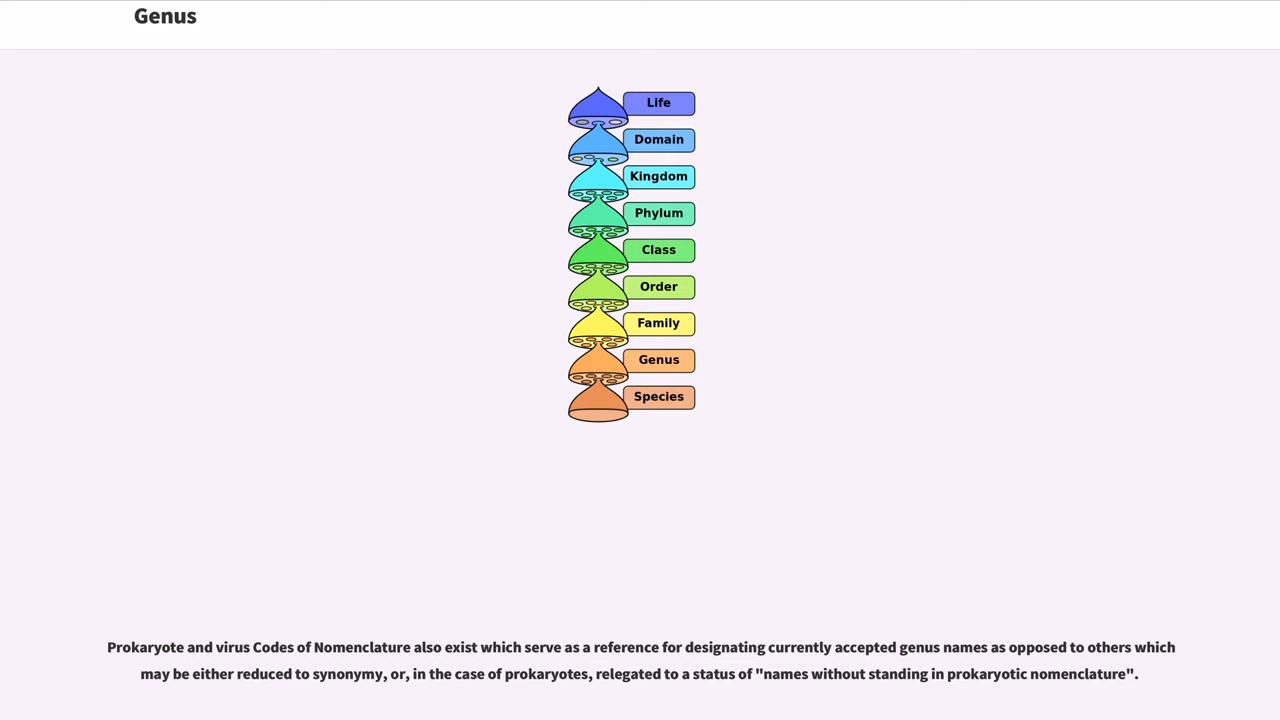 Genus
Life
Domain
Kingdom
Phylum
Class
Order
Family
Genus
Species
Prokaryote and virus Codes of Nomenclature also exist which serve as a reference for designating currently accepted genus names as opposed to others which
may be either reduced to synonymy, or, in the case of prokaryotes, relegated to a status of "names without standing in prokaryotic nomenclature".